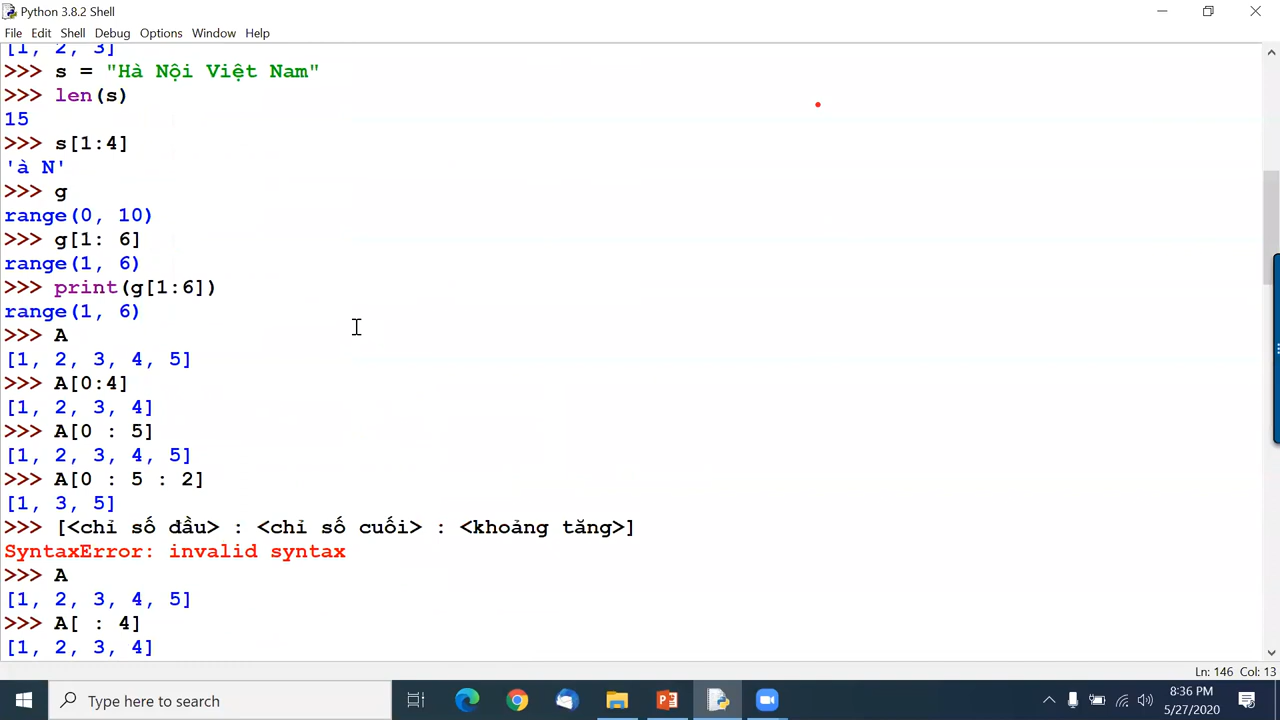 Python 3.8.2 Shell
File Edit Shell Debug Options Window Help
[1, 2, 3]
>>> s = "Hà Nội Việt Nam"
>>> len(s)
15
>>> s[1:4]
'à N'
>>> g
range(0, 10)
>>> g[1: 6]
range(1, 6)
>>> print(g[1:6])
range(1, 6)
>>> A
[1, 2, 3, 4, 5]
>>> A[0:4]
[1, 2, 3, 4]
>>> A[0 : 5]
[1, 2, 3, 4, 5]
>>> A[0 : 5 : 2]
[1, 3, 5]
>>> [<chỉ số đầu> : <chỉ số cuối> : <khoảng tăng>]
SyntaxError: invalid syntax
>>> A
[1, 2, 3, 4, 5]
>>> A[ : 4]
[1, 2, 3, 4]
Ln: 146 Col: 13
Type here to search
8:36 PM
5/27/2020